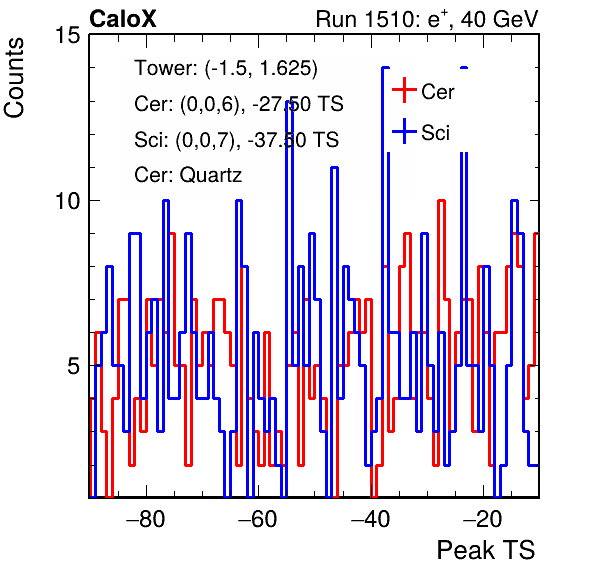 CaloX Run 1510: e⁺, 40 GeV
Counts
15
Tower: (-1.5, 1.625)
Cer: (0,0,6), -27.50 TS
Sci: (0,0,7), -37.50 TS
Cer: Quartz
Cer
Sci
10
5
−80 −60 −40 −20
Peak TS